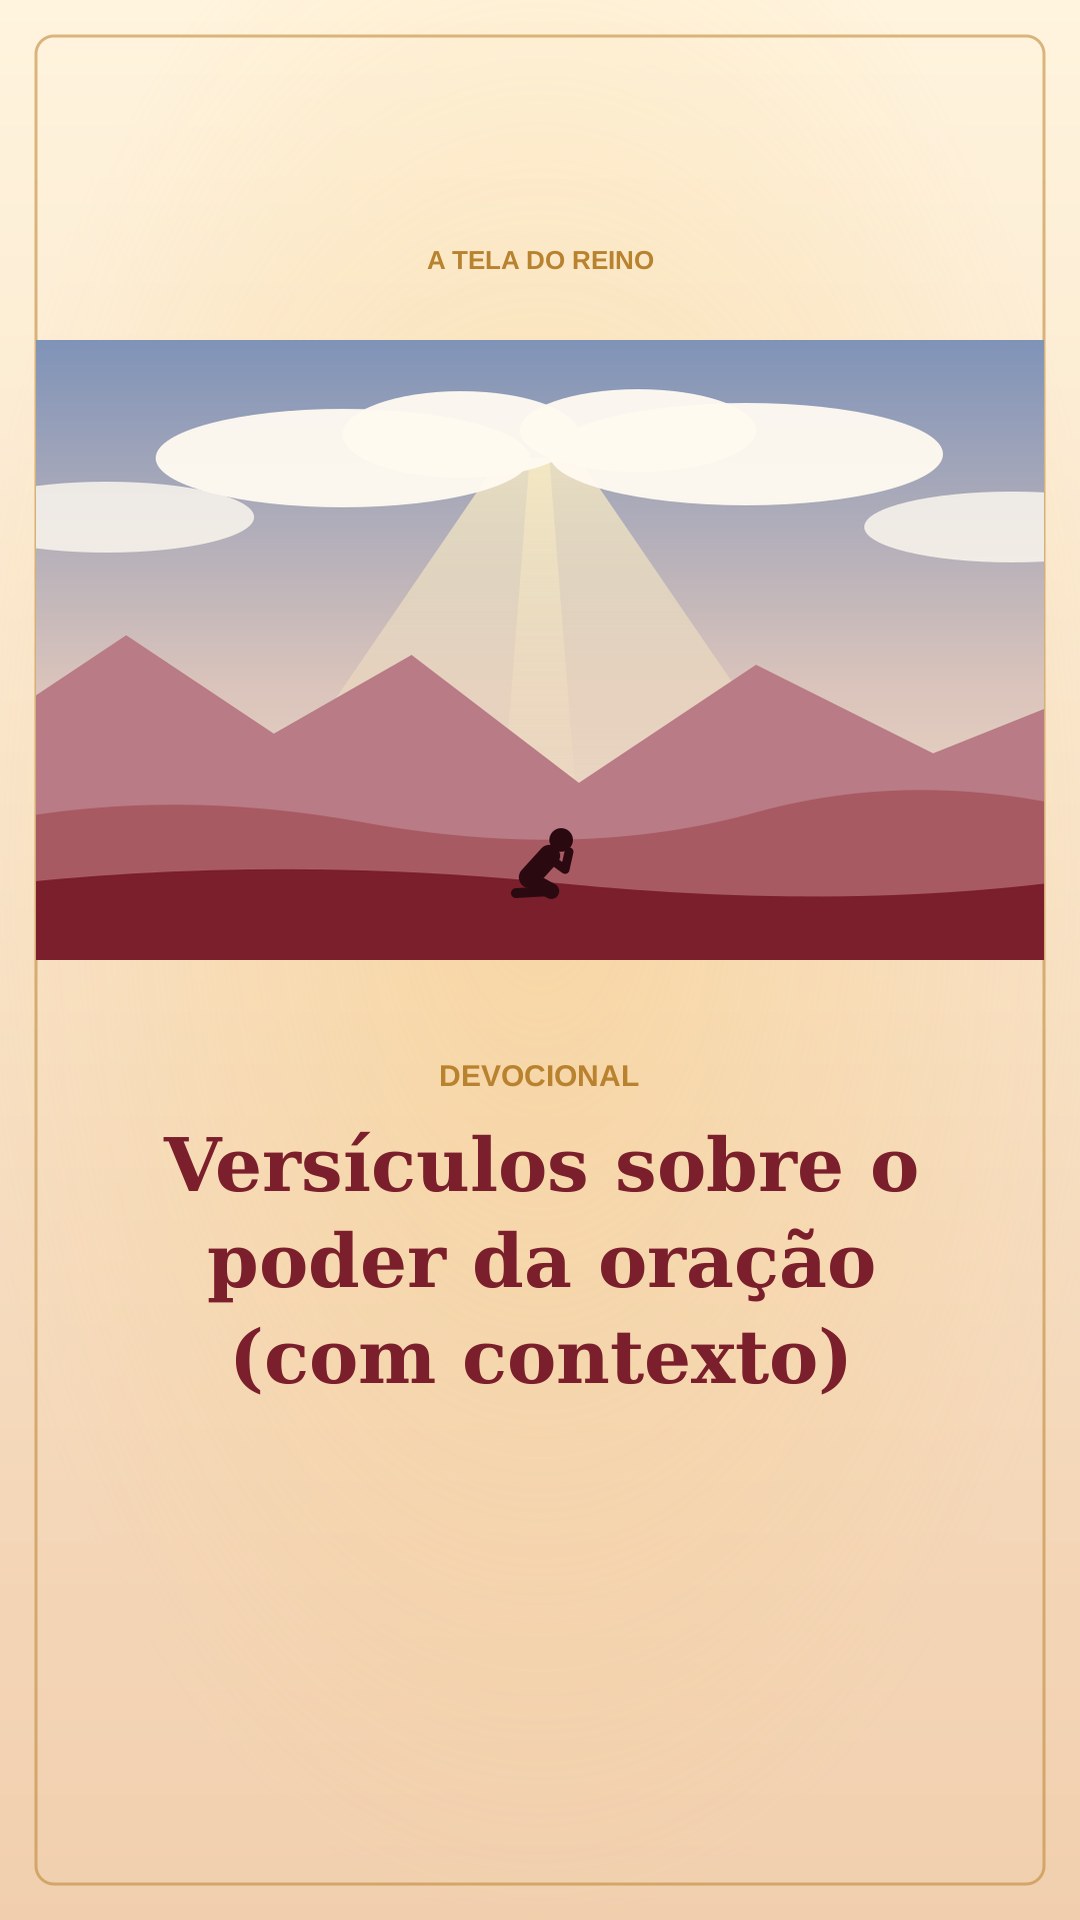 A TELA DO REINO
DEVOCIONAL
Versículos sobre o
poder da oração
(com contexto)